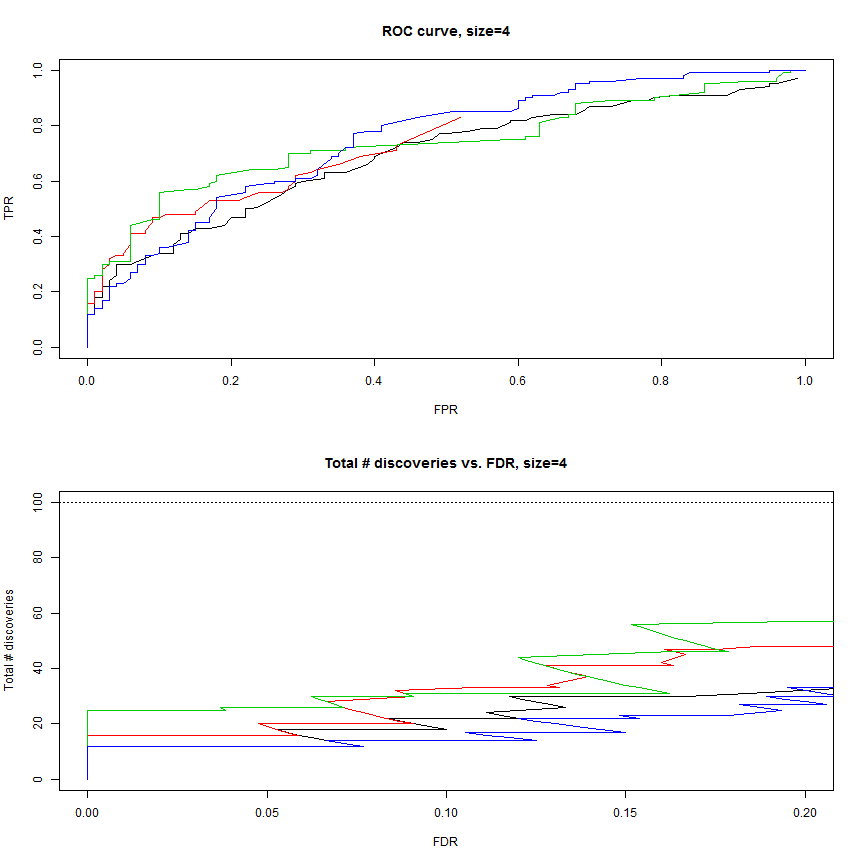 ROC curve, size=4
TPR
1.0
0.8
0.6
0.4
0.2
0.0
0.0 0.2 0.4 0.6 0.8 1.0
FPR
Total # discoveries vs. FDR, size=4
Total # discoveries
100
80
60
40
20
0
0.00 0.05 0.10 0.15 0.20
FDR